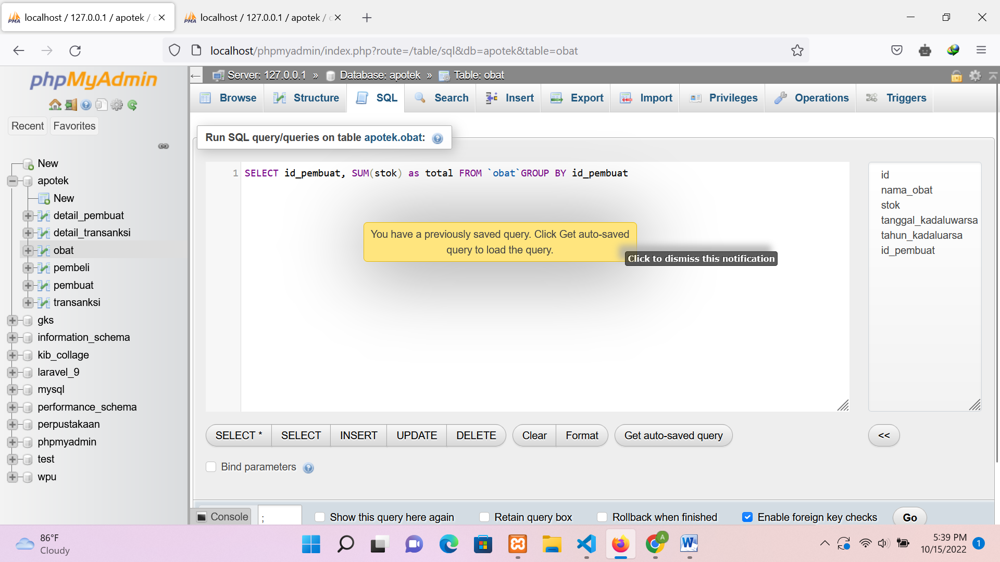 localhost / 127.0.0.1 / apotek /
localhost / 127.0.0.1 / apotek /
localhost/phpmyadmin/index.php?route=/table/sql&db=apotek&table=obat
phpMyAdmin
Server: 127.0.0.1 » Database: apotek » Table: obat
Browse Structure SQL Search Insert Export Import Privileges Operations Triggers
Recent Favorites
New
apotek
New
detail_pembuat
detail_transanksi
obat
pembeli
pembuat
transanksi
gks
information_schema
kib_collage
laravel_9
mysql
performance_schema
perpustakaan
phpmyadmin
test
wpu
Run SQL query/queries on table apotek.obat:
1 SELECT id_pembuat, SUM(stok) as total FROM `obat`GROUP BY id_pembuat
You have a previously saved query. Click Get auto-saved
query to load the query.
Click to dismiss this notification
id
nama_obat
stok
tanggal_kadaluwarsa
tahun_kadaluarsa
id_pembuat
SELECT * SELECT INSERT UPDATE DELETE Clear Format Get auto-saved query <<
Bind parameters
Console ; Show this query here again Retain query box Rollback when finished Enable foreign key checks Go
86°F
Cloudy
A
W
5:39 PM
10/15/2022
1